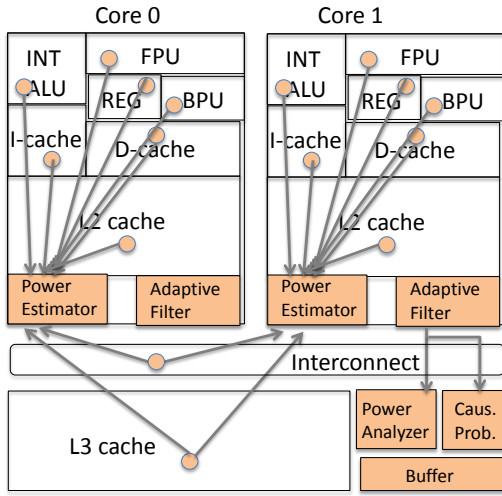 Core 0
Core 1
INT
ALU
FPU
REG
BPU
I-cache
D-cache
L2 cache
Power
Estimator
Adaptive
Filter
INT
ALU
FPU
REG
BPU
I-cache
D-cache
L2 cache
Power
Estimator
Adaptive
Filter
Interconnect
L3 cache
Power
Analyzer
Caus.
Prob.
Buffer